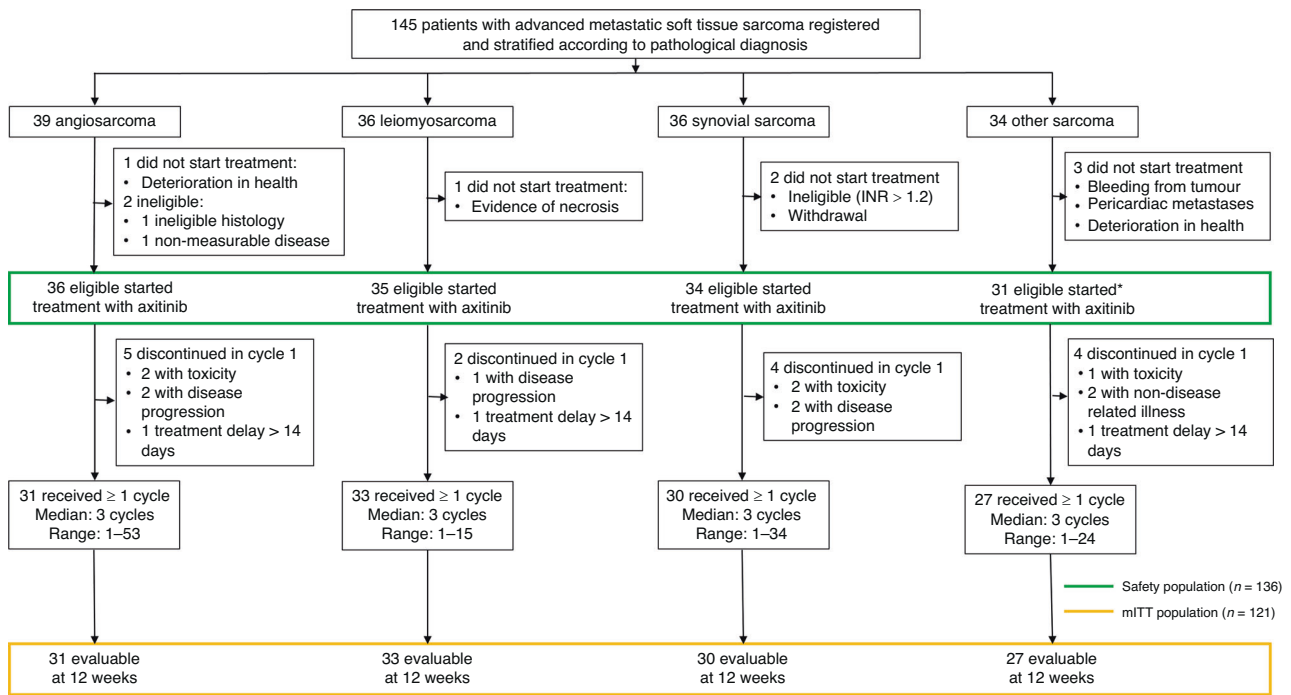 145 patients with advanced metastatic soft tissue sarcoma registered
and stratified according to pathological diagnosis
39 angiosarcoma
36 leiomyosarcoma
36 synovial sarcoma
34 other sarcoma
1 did not start treatment:
• Deterioration in health
2 ineligible:
• 1 ineligible histology
• 1 non-measurable disease
1 did not start treatment:
• Evidence of necrosis
2 did not start treatment
• Ineligible (INR > 1.2)
• Withdrawal
3 did not start treatment
• Bleeding from tumour
• Pericardiac metastases
• Deterioration in health
36 eligible started
treatment with axitinib
35 eligible started
treatment with axitinib
34 eligible started
treatment with axitinib
31 eligible started*
treatment with axitinib
5 discontinued in cycle 1
• 2 with toxicity
• 2 with disease
progression
• 1 treatment delay > 14
days
2 discontinued in cycle 1
• 1 with disease
progression
• 1 treatment delay > 14
days
4 discontinued in cycle 1
• 2 with toxicity
• 2 with disease
progression
4 discontinued in cycle 1
• 1 with toxicity
• 2 with non-disease
related illness
• 1 treatment delay > 14
days
31 received ≥ 1 cycle
Median: 3 cycles
Range: 1–53
33 received ≥ 1 cycle
Median: 3 cycles
Range: 1–15
30 received ≥ 1 cycle
Median: 3 cycles
Range: 1–34
27 received ≥ 1 cycle
Median: 3 cycles
Range: 1–24
Safety population (n = 136)
mITT population (n = 121)
31 evaluable
at 12 weeks
33 evaluable
at 12 weeks
30 evaluable
at 12 weeks
27 evaluable
at 12 weeks